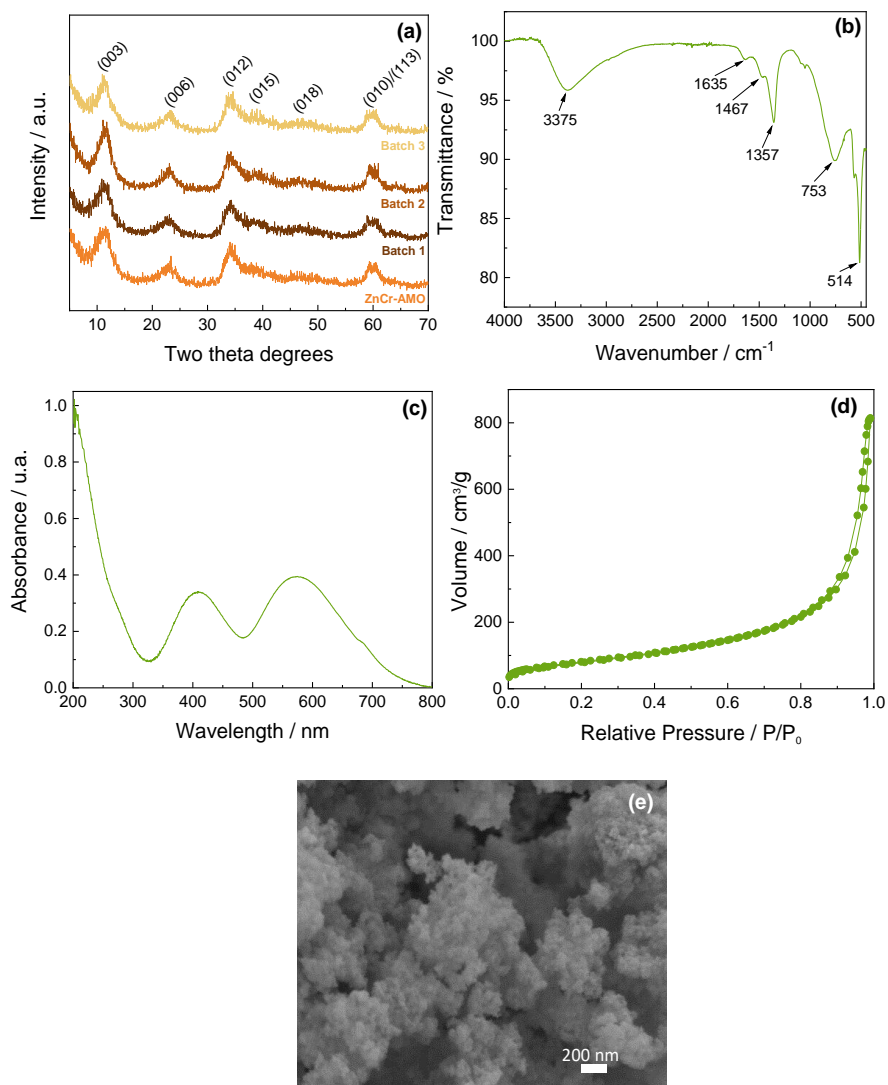 (a)
(003)
(006)
(012)
(015)
(018)
(010)/(113)
Batch 3
Batch 2
Batch 1
ZnCr-AMO
Intensity / a.u.
10 20 30 40 50 60 70
Two theta degrees
(b)
100
95
90
85
80
Transmittance / %
3375
1635
1467
1357
753
514
4000 3500 3000 2500 2000 1500 1000 500
Wavenumber / cm⁻¹
(c)
1.0
0.8
0.6
0.4
0.2
0.0
Absorbance / u.a.
200 300 400 500 600 700 800
Wavelength / nm
(d)
800
600
400
200
0
Volume / cm³/g
0.0 0.2 0.4 0.6 0.8 1.0
Relative Pressure / P/P₀
(e)
200 nm